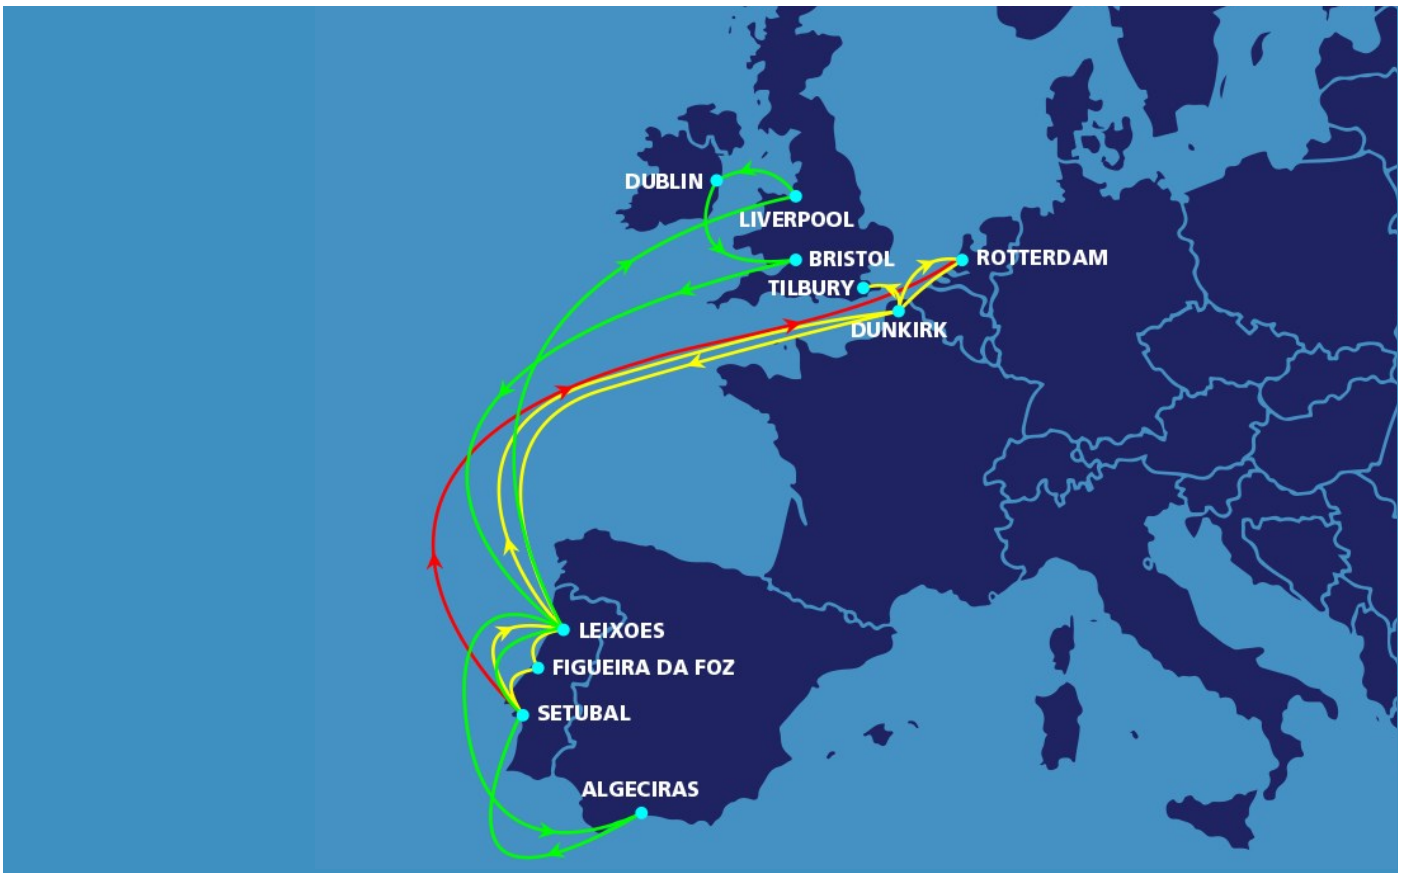 DUBLIN
LIVERPOOL
BRISTOL
ROTTERDAM
TILBURY
DUNKIRK
LEIXOES
FIGUEIRA DA FOZ
SETUBAL
ALGECIRAS